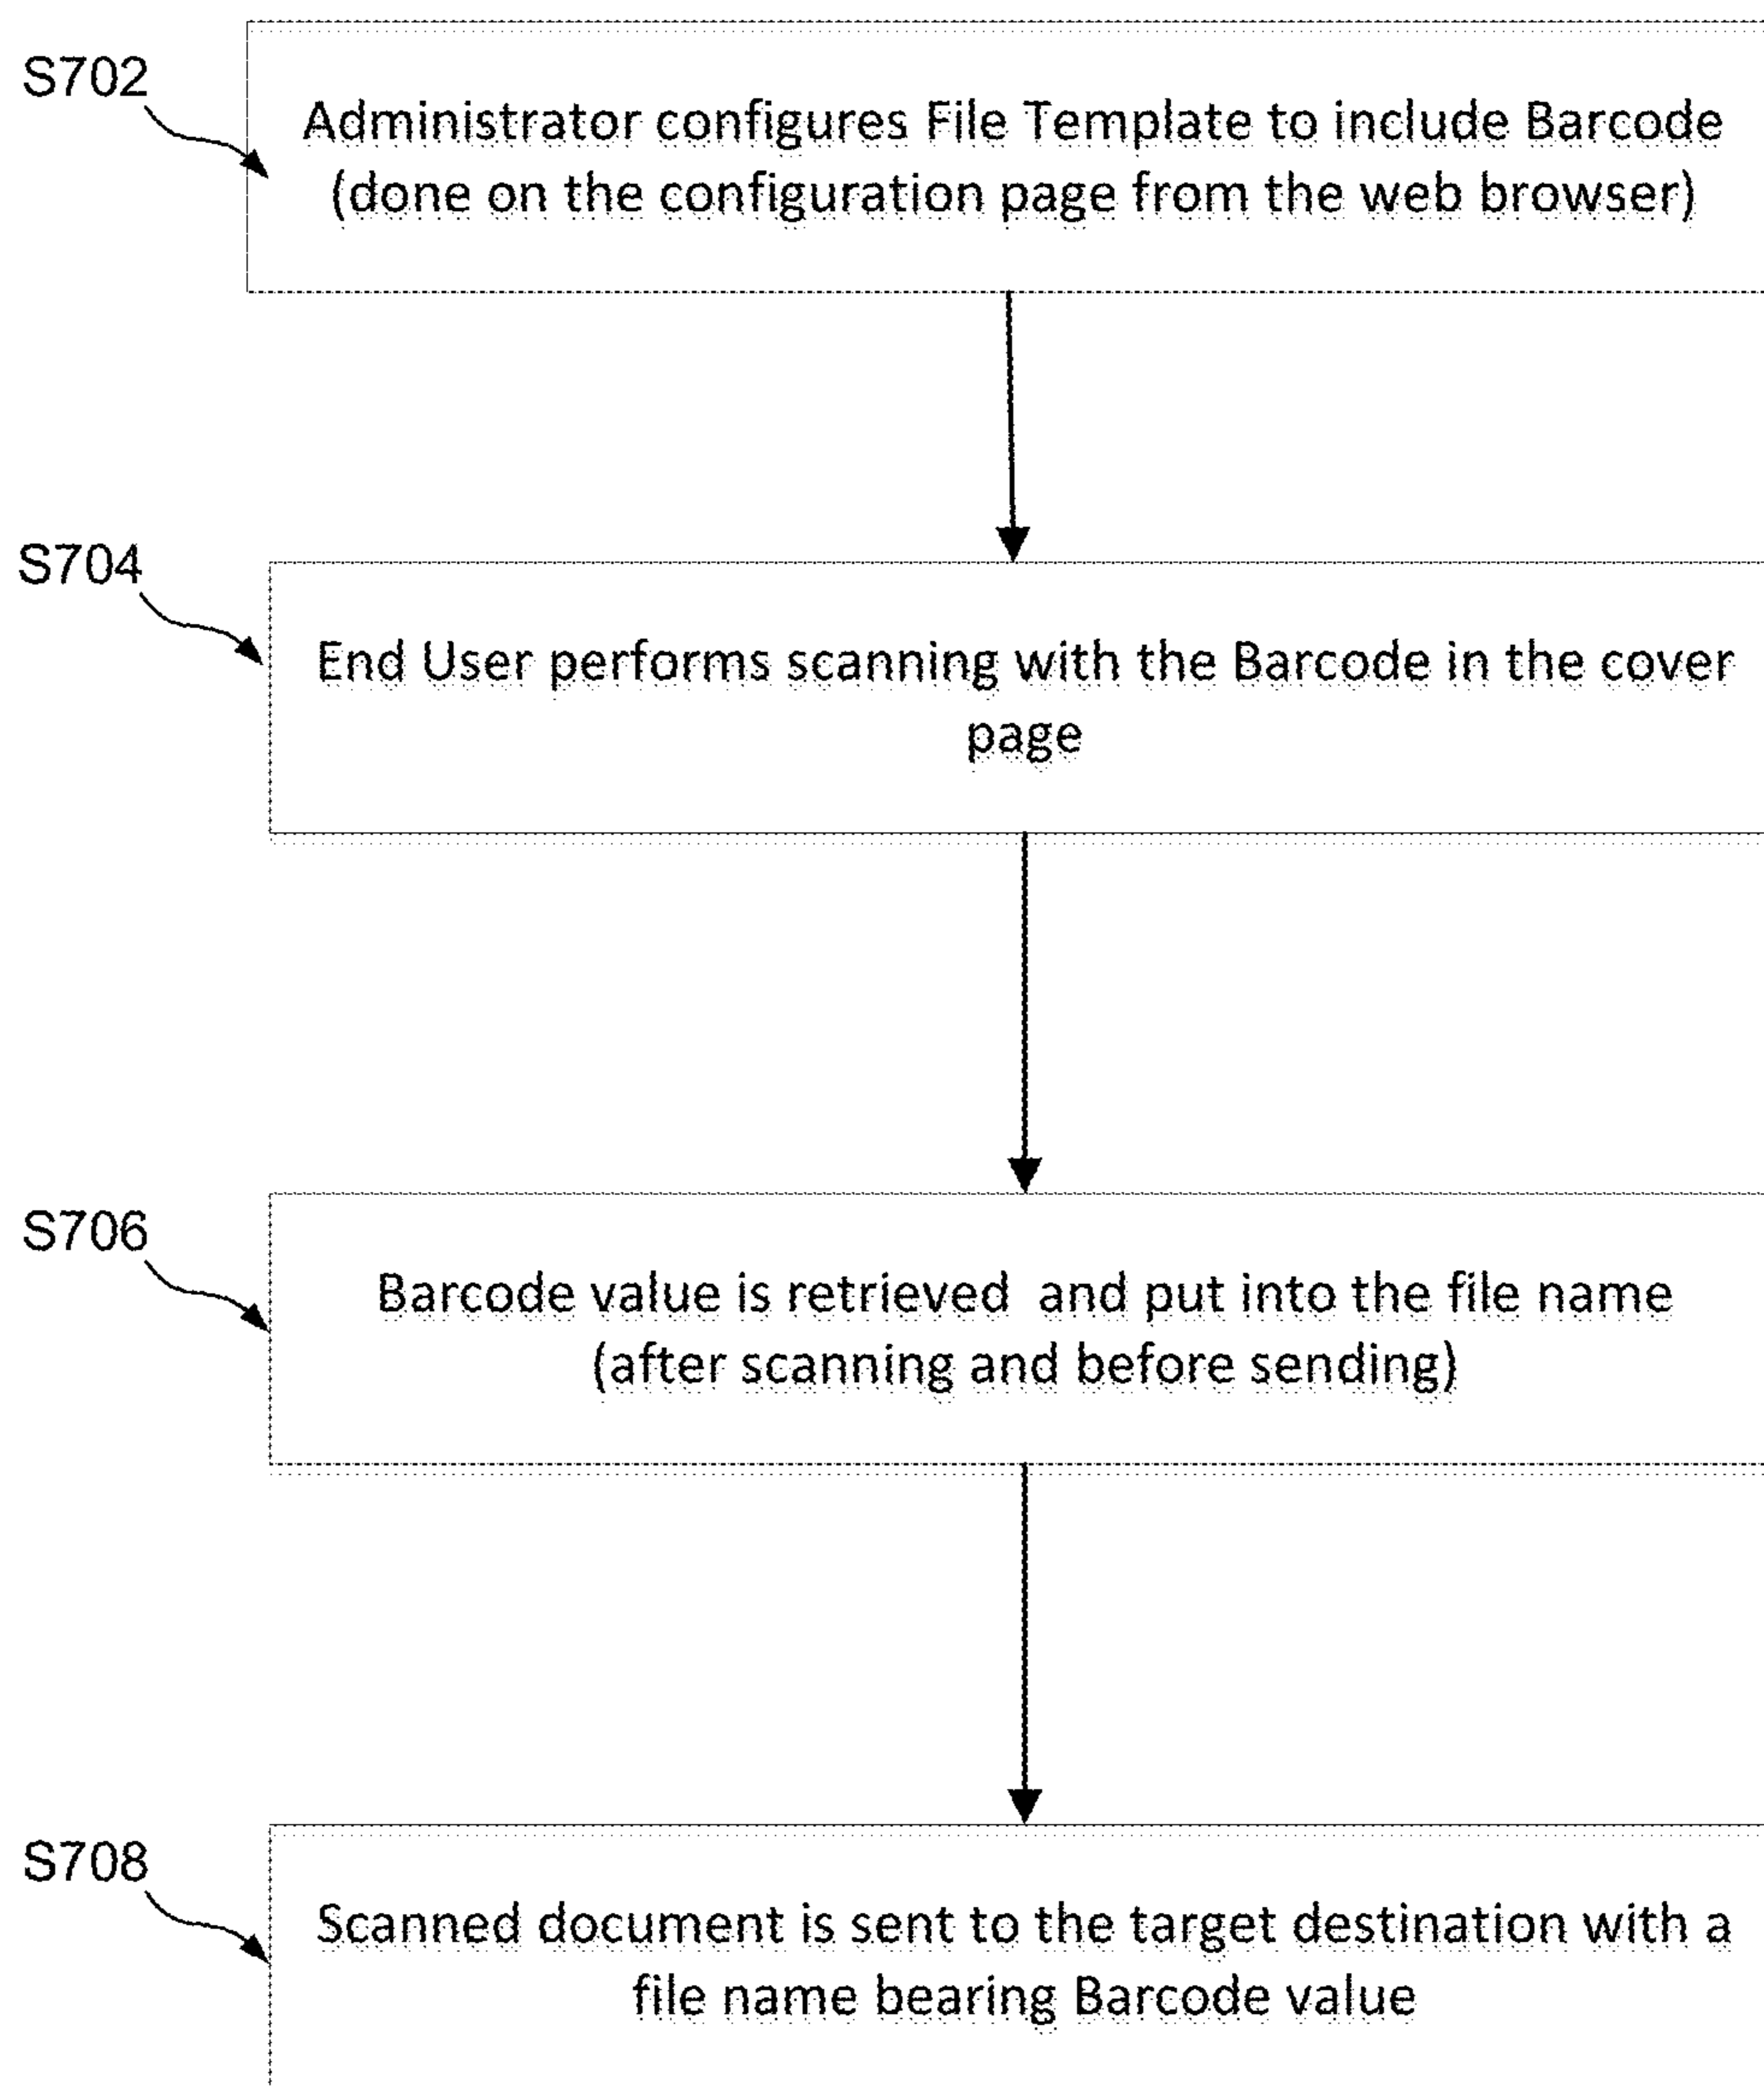 S702
Administrator configures File Template to include Barcode
(done on the configuration page from the web browser)
S704
End User performs scanning with the Barcode in the cover
page
S706
Barcode value is retrieved and put into the file name
(after scanning and before sending)
S708
Scanned document is sent to the target destination with a
file name bearing Barcode value